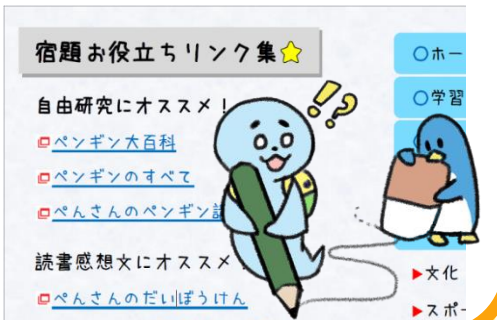 宿題お役立ちリンク集
自由研究にオススメ！
ペンギン大百科
ペンギンのすべて
ぺんさんのペンギン
読書感想文にオススメ
ぺんさんのだいぼうけん
!?
○ホー
○学習
▶文化
▶スポー